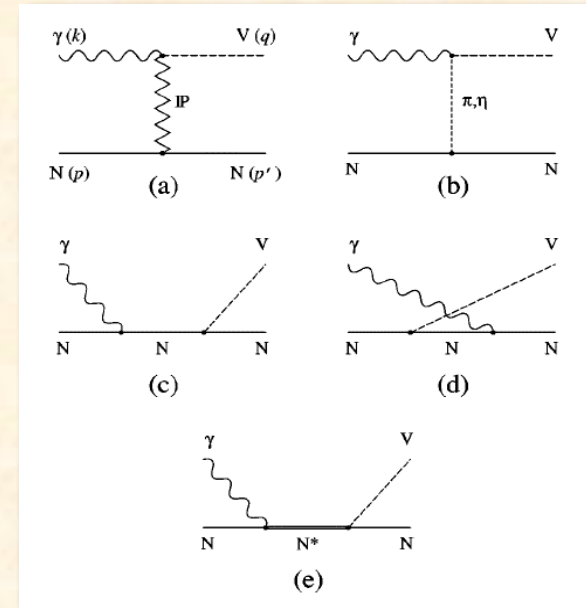 γ (k) V (q) γ V
IP π,η
N (p) N (p′) N N
(a) (b)
γ V γ V
N N N N N N
(c) (d)
γ V
N N* N
(e)